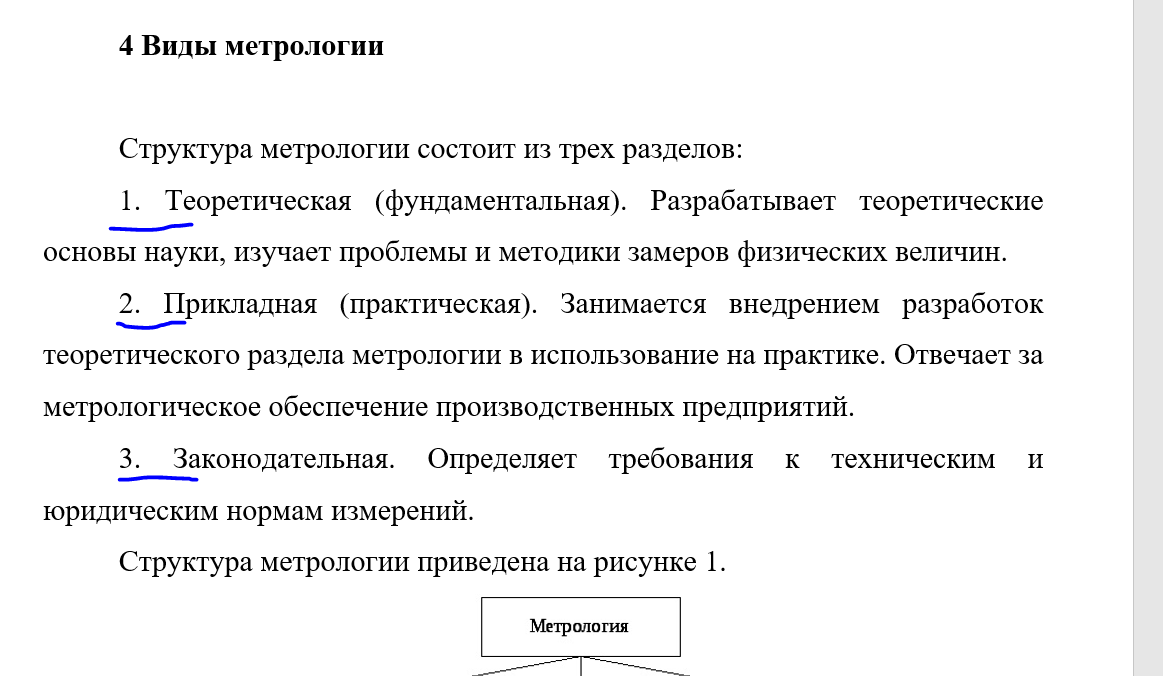 4 Виды метрологии
Структура метрологии состоит из трех разделов:
1. Теоретическая (фундаментальная). Разрабатывает теоретические
основы науки, изучает проблемы и методики замеров физических величин.
2. Прикладная (практическая). Занимается внедрением разработок
теоретического раздела метрологии в использование на практике. Отвечает за
метрологическое обеспечение производственных предприятий.
3. Законодательная. Определяет требования к техническим и
юридическим нормам измерений.
Структура метрологии приведена на рисунке 1.
Метрология